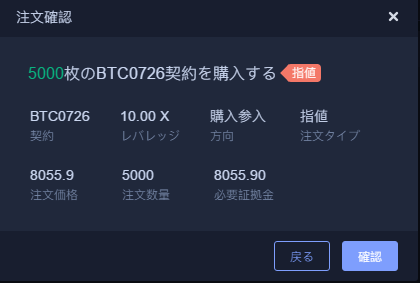 注文確認
5000枚のBTC0726契約を購入する 指値
BTC0726 10.00 X 購入参入 指値
契約 レバレッジ 方向 注文タイプ
8055.9 5000 8055.90
注文価格 注文数量 必要証拠金
戻る 確認